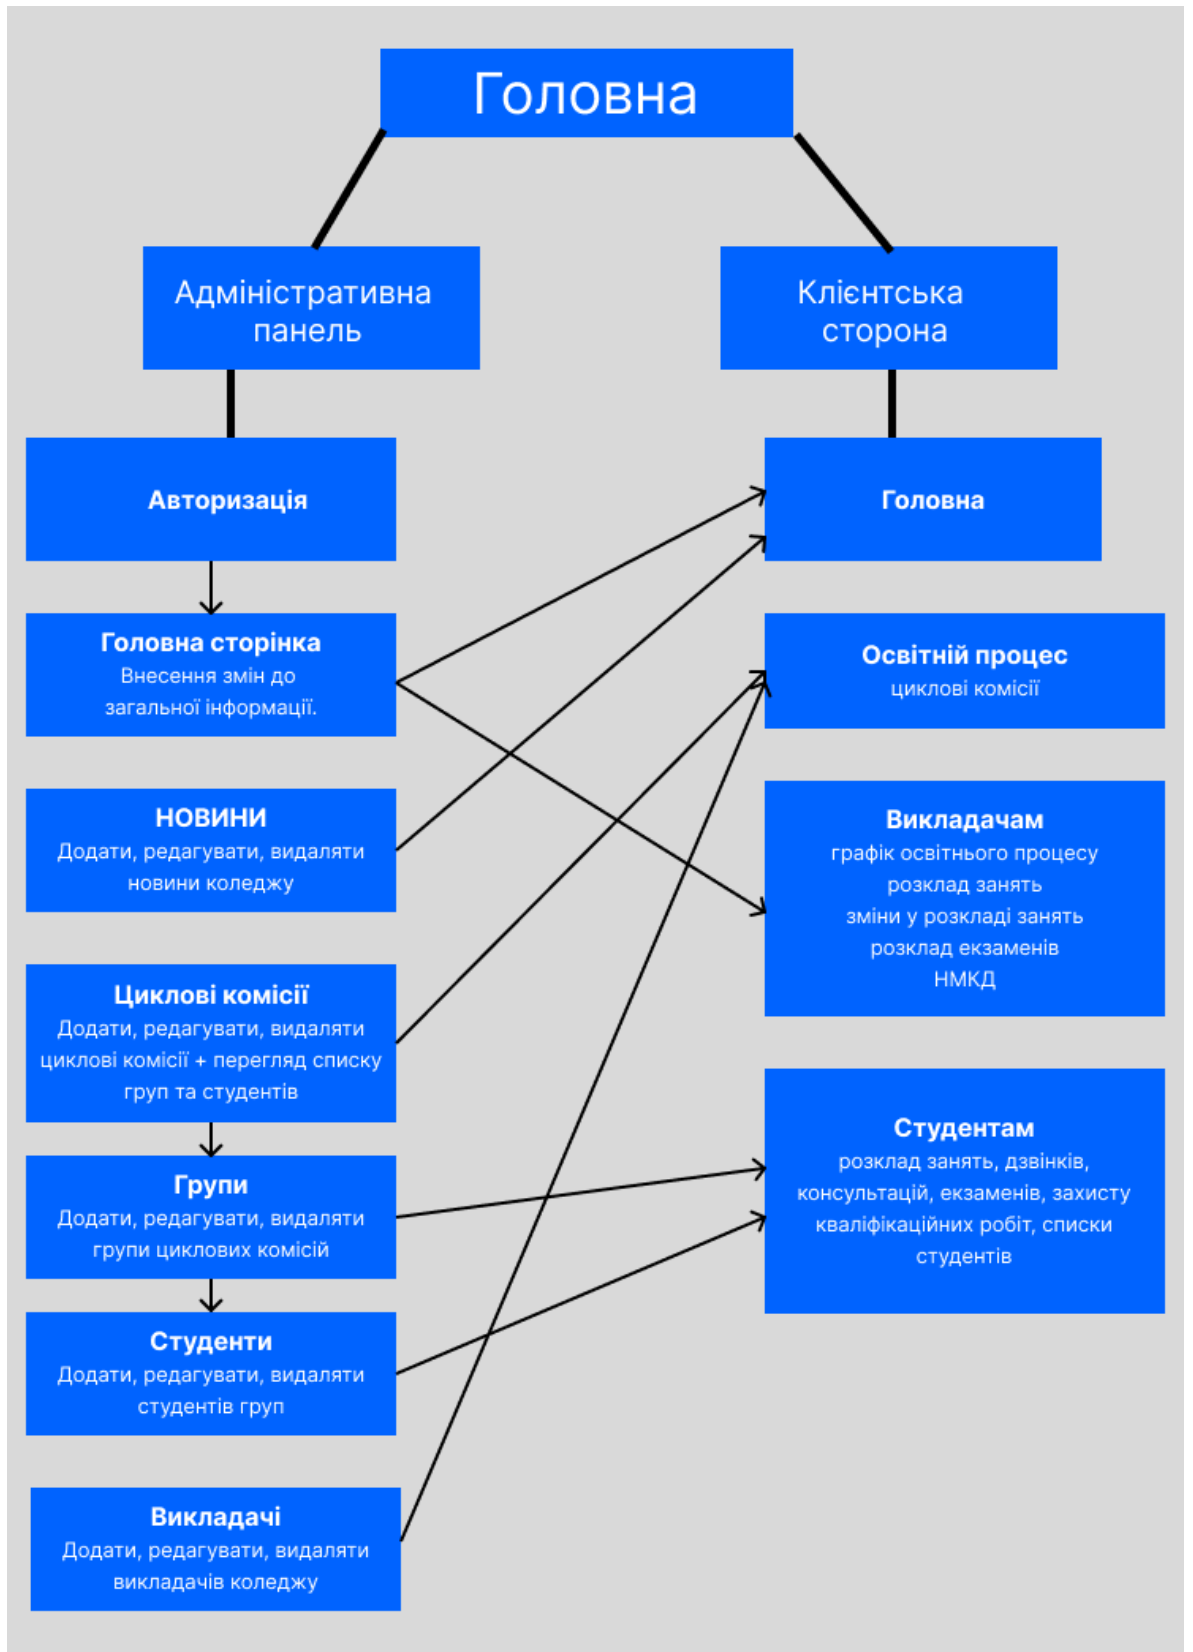 Головна
Адміністративна
панель
Клієнтська
сторона
Авторизація
Головна
Головна сторінка
Внесення змін до
загальної інформації.
Освітній процес
циклові комісії
НОВИНИ
Додати, редагувати, видаляти
новини коледжу
Викладачам
графік освітнього процесу
розклад занять
зміни у розкладі занять
розклад екзаменів
НМКД
Циклові комісії
Додати, редагувати, видаляти
циклові комісії + перегляд списку
груп та студентів
Студентам
розклад занять, дзвінків,
консультацій, екзаменів, захисту
кваліфікаційних робіт, списки
студентів
Групи
Додати, редагувати, видаляти
групи циклових комісій
Студенти
Додати, редагувати, видаляти
студентів груп
Викладачі
Додати, редагувати, видаляти
викладачів коледжу